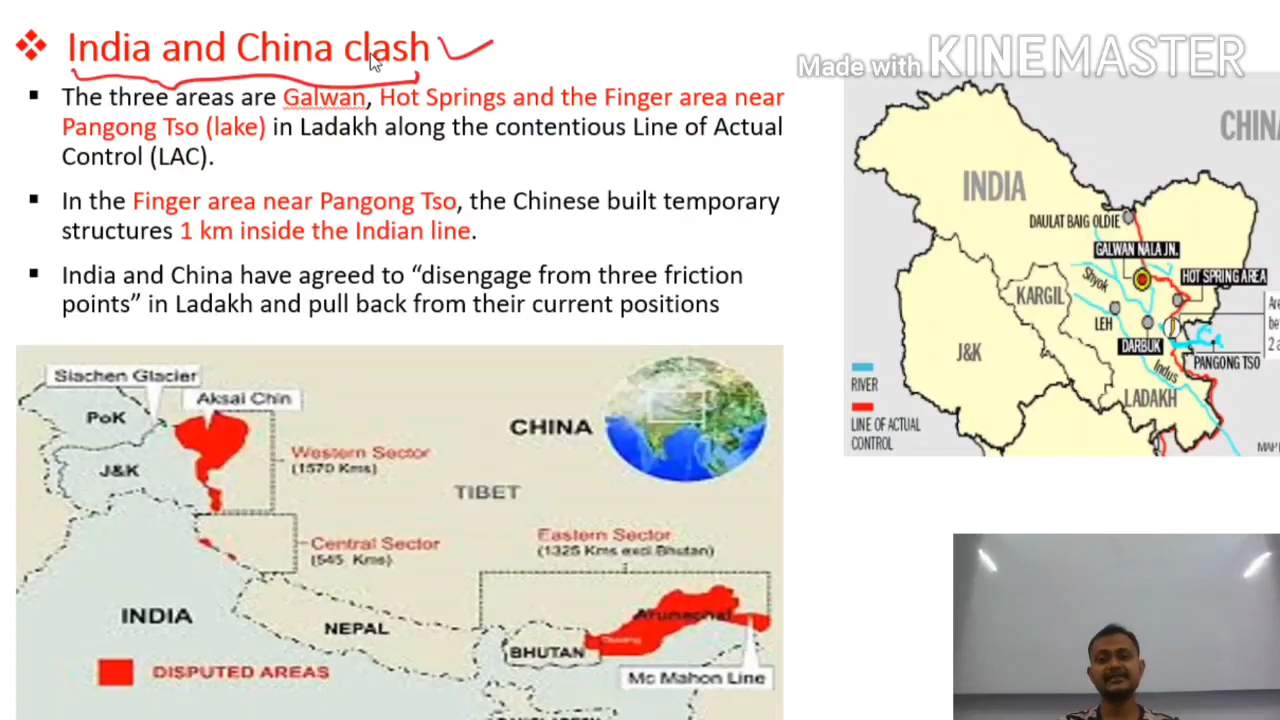 India and China clash
Made with KINEMASTER
The three areas are Galwan, Hot Springs and the Finger area near
Pangong Tso (lake) in Ladakh along the contentious Line of Actual
Control (LAC).
In the Finger area near Pangong Tso, the Chinese built temporary
structures 1 km inside the Indian line.
India and China have agreed to “disengage from three friction
points” in Ladakh and pull back from their current positions
CHINA
INDIA
DAULAT BAIG OLDIE
GALWAN NALA JN.
HOT SPRING AREA
Shyok
KARGIL
LEH
DARBUK
PANGONG TSO
J&K
Indus
LADAKH
RIVER
LINE OF ACTUAL
CONTROL
Siachen Glacier
Aksai Chin
PoK
CHINA
Western Sector
(1570 Kms)
J&K
TIBET
Central Sector
(545 Kms)
Eastern Sector
(1325 Kms excl Bhutan)
INDIA
NEPAL
Arunachal
BHUTAN
Mc Mahon Line
DISPUTED AREAS